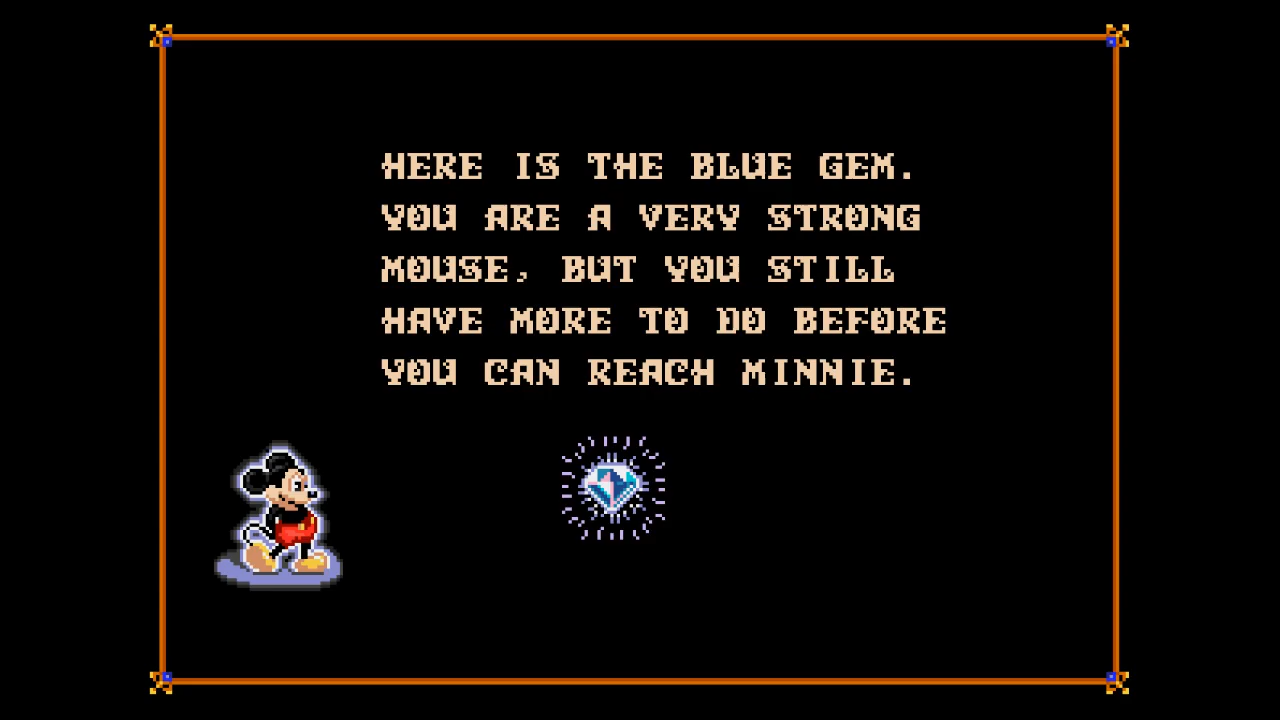 HERE IS THE BLUE GEM.
YOU ARE A VERY STRONG
MOUSE, BUT YOU STILL
HAVE MORE TO DO BEFORE
YOU CAN REACH MINNIE.